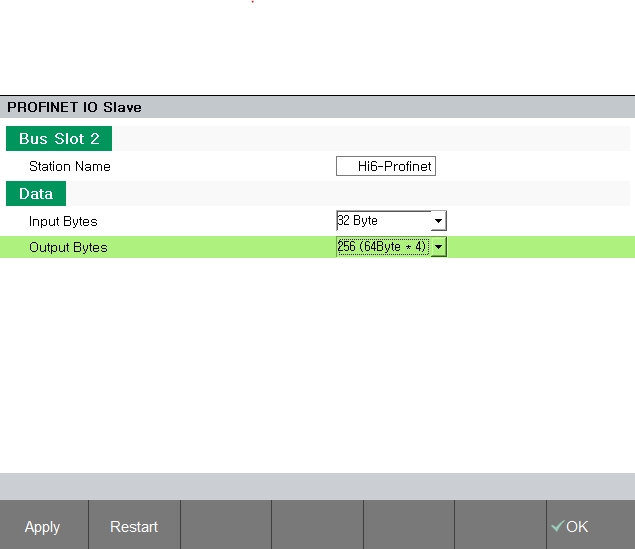 PROFINET IO Slave
Bus Slot 2
Station Name Hi6-Profinet
Data
Input Bytes 32 Byte
Output Bytes 256 (64Byte * 4)
Apply Restart OK